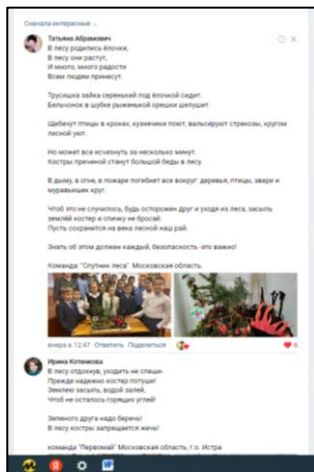 Сначала интересные
Татьяна Абрамович
В лесу родились ёлочки,
В лесу они растут,
И много, много радости
Всем людям принесут.
Трусишка зайка серенький под ёлочкой сидит.
Бельчонок в шубке рыженькой орешки шелушит.
Щебечут птицы в кронах, кузнечики поют, вальсируют стрекозы, кругом
лесной уют.
Но может все исчезнуть за несколько минут.
Костры причиной станут большой беды в лесу.
В дыму, в огне, в пожаре погибнет все вокруг: деревья, птицы, звери и
муравьишек круг.
Чтоб это не случилось, будь осторожен друг и уходя из леса, засыпь
землёй костер и спичку не бросай.
Пусть сохранится на века лесной наш рай.
Знать об этом должен каждый, безопасность -это важно!
Команда: "Спутник леса". Московская область.
вчера в 12:47 Ответить Поделиться
6
Ирина Котенкова
В лесу отдохнув, уходить не спеши-
Прежде надежно костер потуши!
Землею засыпь, водой залей,
Чтоб не осталось горящих углей!
Зеленого друга надо беречь!
В лесу костры запрещается жечь!
команда "Первомай" Московская область, г.о. Истра